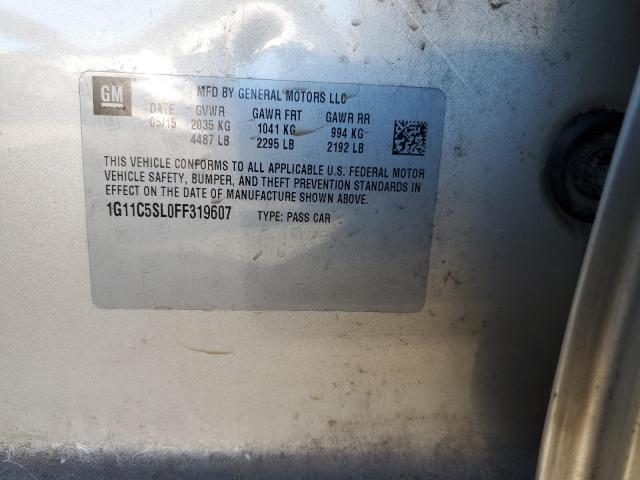 GM MFD BY GENERAL MOTORS LLC
DATE GVWR GAWR FRT GAWR RR
05/15 2035 KG 1041 KG 994 KG
4487 LB 2295 LB 2192 LB
THIS VEHICLE CONFORMS TO ALL APPLICABLE U.S. FEDERAL MOTOR
VEHICLE SAFETY, BUMPER, AND THEFT PREVENTION STANDARDS IN
EFFECT ON THE DATE OF MANUFACTURE SHOWN ABOVE.
1G11C5SL0FF319607 TYPE: PASS CAR